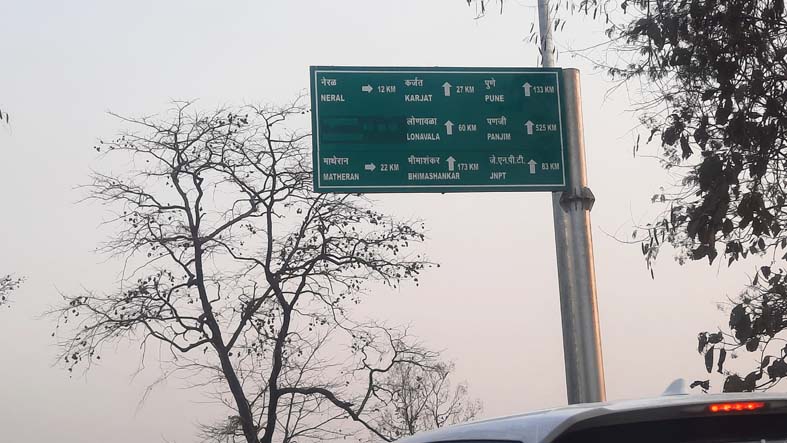 नेरळ
NERAL 12 KM
कर्जत
KARJAT 27 KM
पुणे
PUNE 133 KM
लोणावळा
LONAVALA 60 KM
पणजी
PANJIM 525 KM
माथेरान
MATHERAN 22 KM
भीमाशंकर
BHIMASHANKAR 173 KM
जे.एन.पी.टी.
JNPT 83 KM